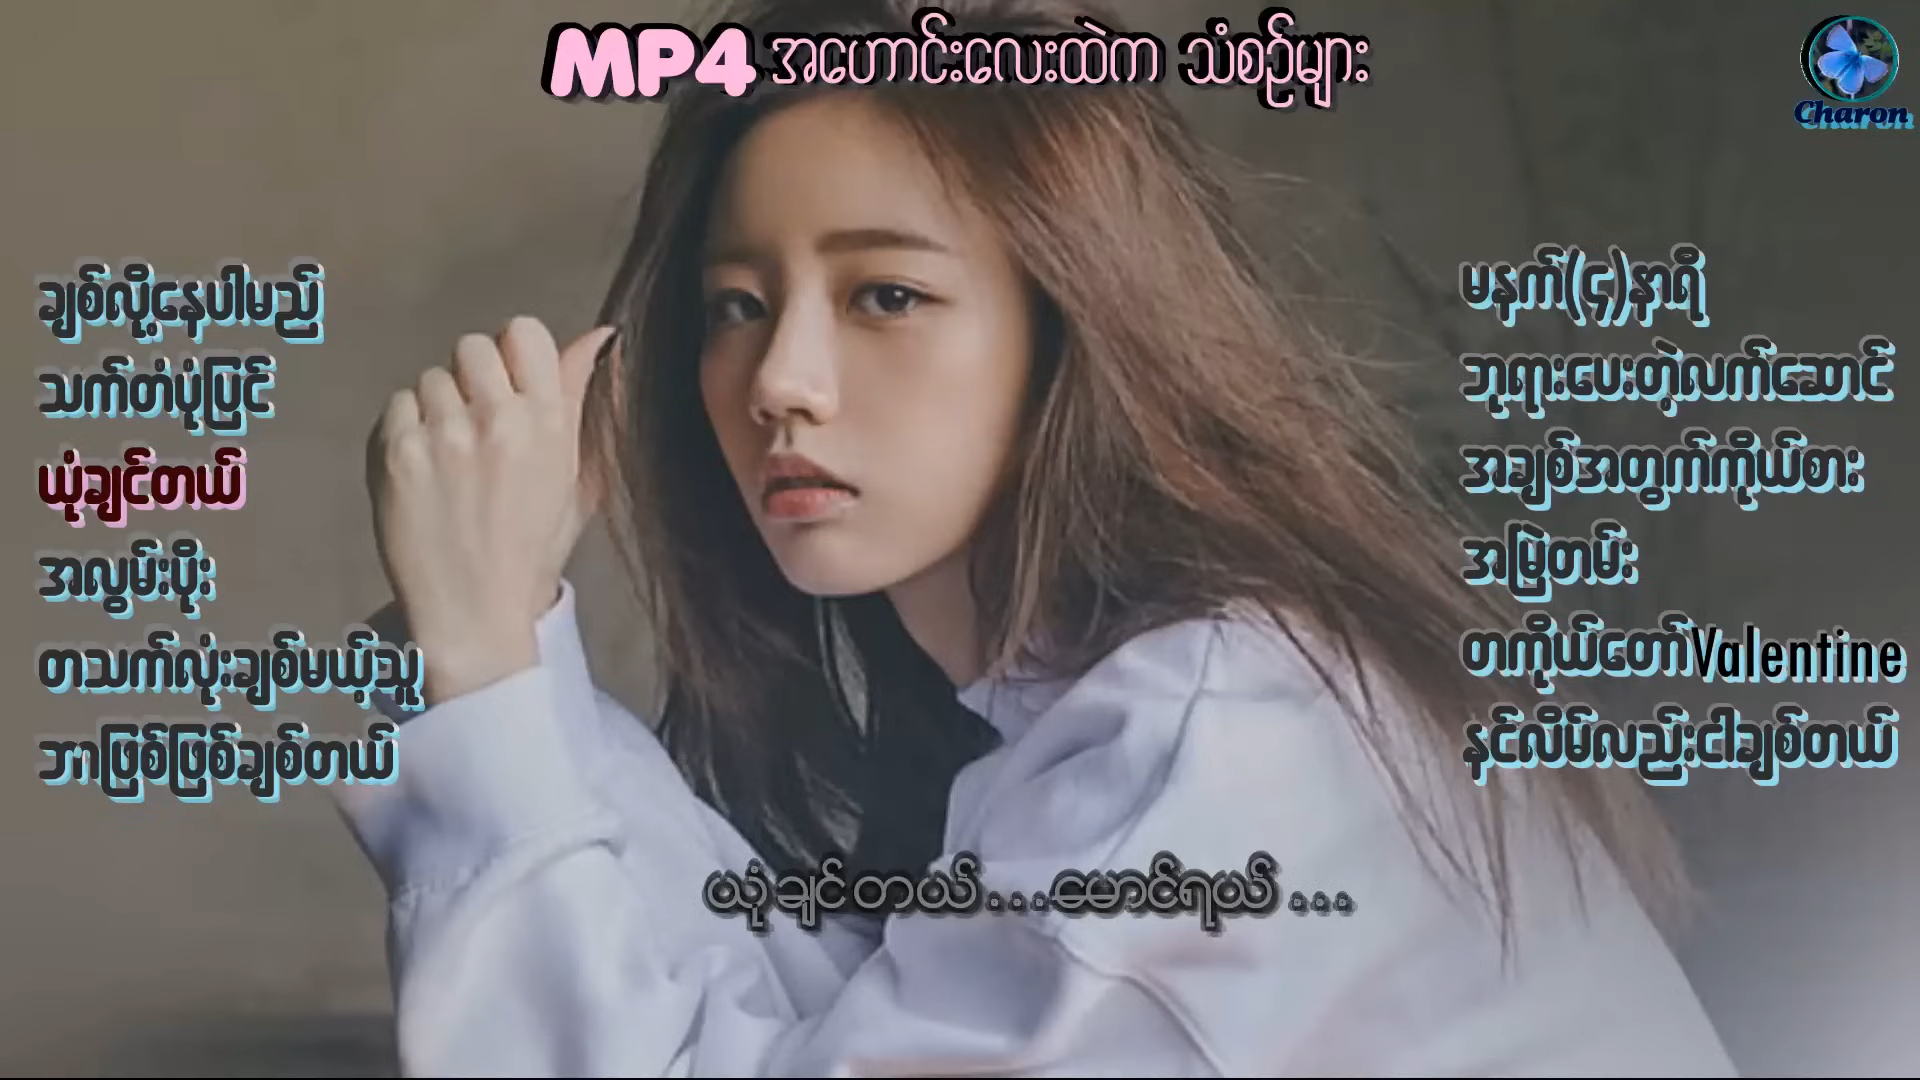 MP4 အဟောင်းလေးထဲက သံစဉ်များ
Charon
ချစ်လို့နေပါမည်
သက်တံပုံပြင်
ယုံချင်တယ်
အလွမ်းပိုး
တသက်လုံးချစ်မယ့်သူ
ဘာဖြစ်ဖြစ်ချစ်တယ်
မနက်(၄)နာရီ
ဘုရားပေးတဲ့လက်ဆောင်
အချစ်အတွက်ကိုယ်စား
အမြဲတမ်း
တကိုယ်တော်Valentine
နင်လိမ်လည်းငါချစ်တယ်
ယုံချင်တယ်...မောင်ရယ်...